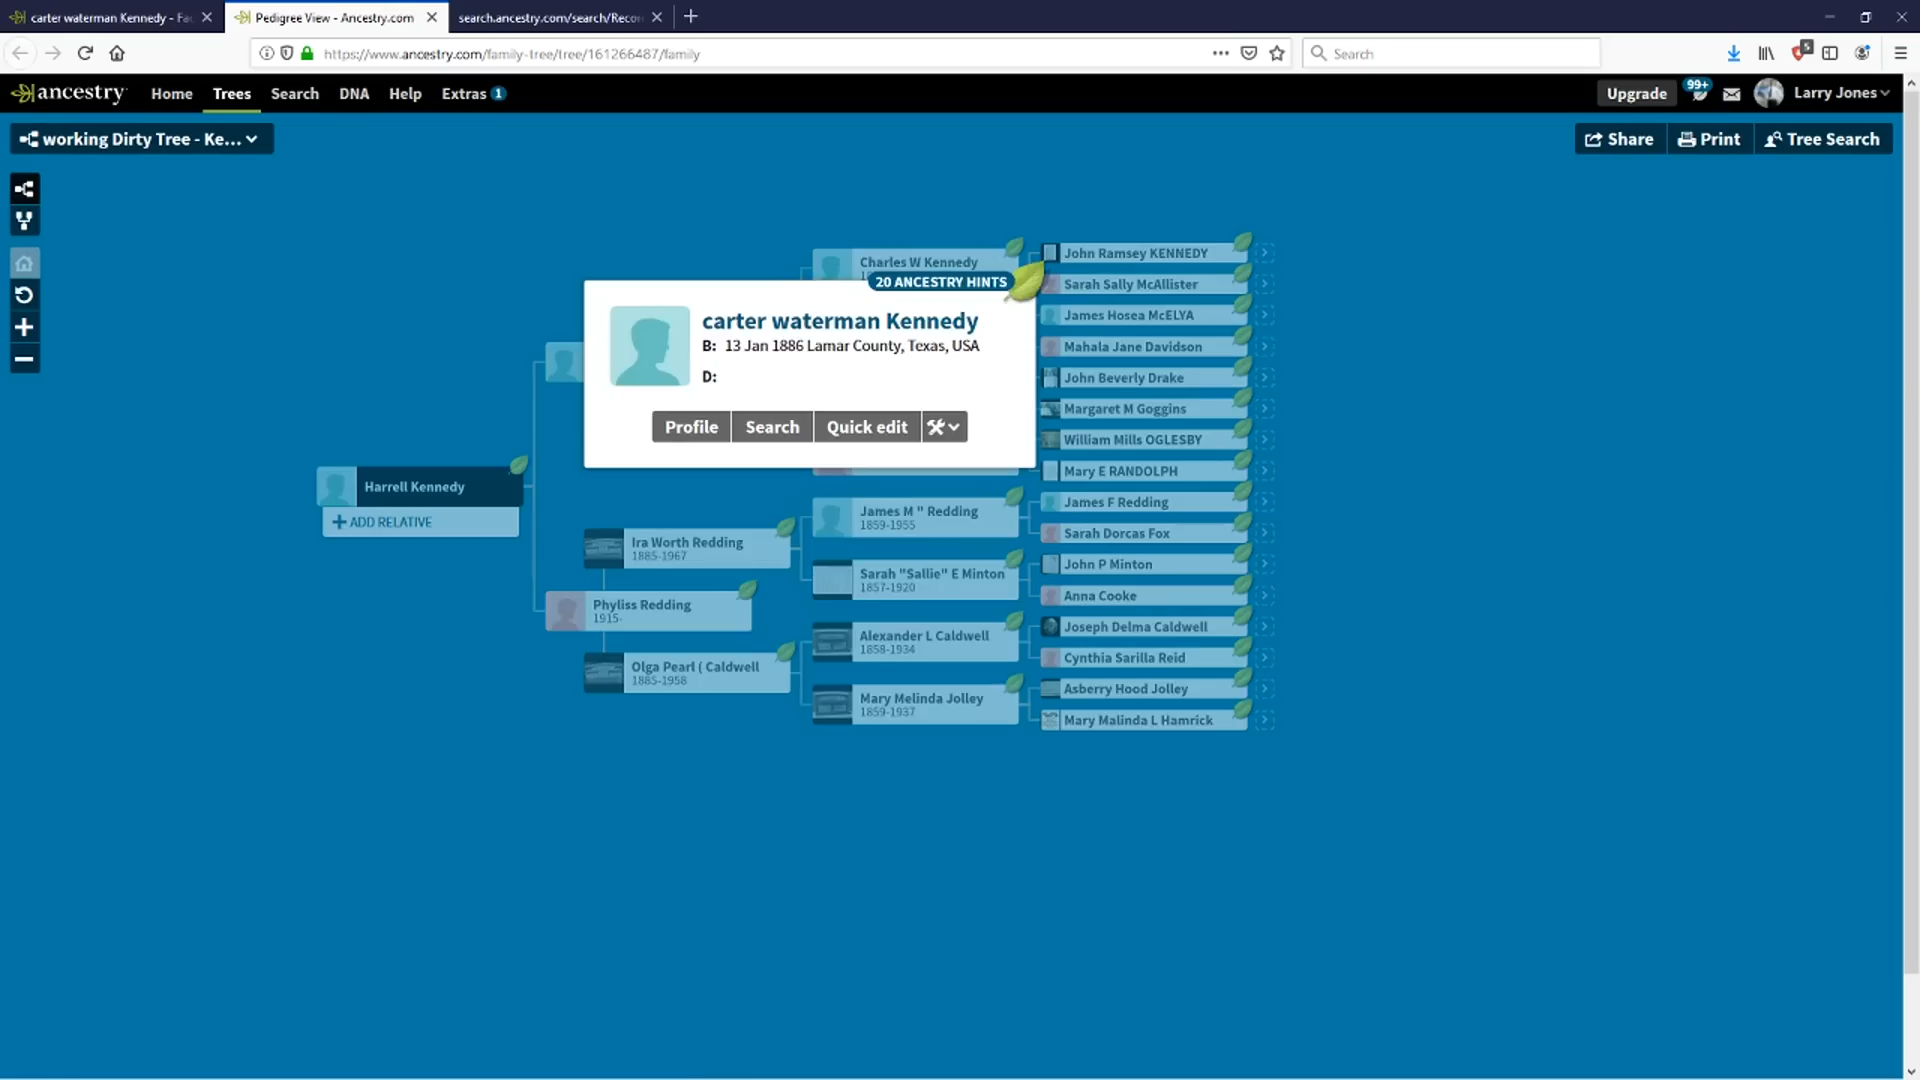 carter waterman Kennedy - Fac
Pedigree View - Ancestry.com
search.ancestry.com/search/Recor
https://www.ancestry.com/family-tree/tree/161266487/family
Search
5
ancestry
Home
Trees
Search
DNA
Help
Extras 1
Upgrade
99+
Larry Jones
working Dirty Tree - Ke...
Share
Print
Tree Search
Charles W Kennedy
20 ANCESTRY HINTS
carter waterman Kennedy
B: 13 Jan 1886 Lamar County, Texas, USA
D:
Profile
Search
Quick edit
Harrell Kennedy
ADD RELATIVE
Ira Worth Redding
1885-1967
Phyliss Redding
1915-
Olga Pearl ( Caldwell
1885-1958
James M " Redding
1859-1955
Sarah "Sallie" E Minton
1857-1920
Alexander L Caldwell
1858-1934
Mary Melinda Jolley
1859-1937
John Ramsey KENNEDY
Sarah Sally McAllister
James Hosea McELYA
Mahala Jane Davidson
John Beverly Drake
Margaret M Goggins
William Mills OGLESBY
Mary E RANDOLPH
James F Redding
Sarah Dorcas Fox
John P Minton
Anna Cooke
Joseph Delma Caldwell
Cynthia Sarilla Reid
Asberry Hood Jolley
Mary Malinda L Hamrick